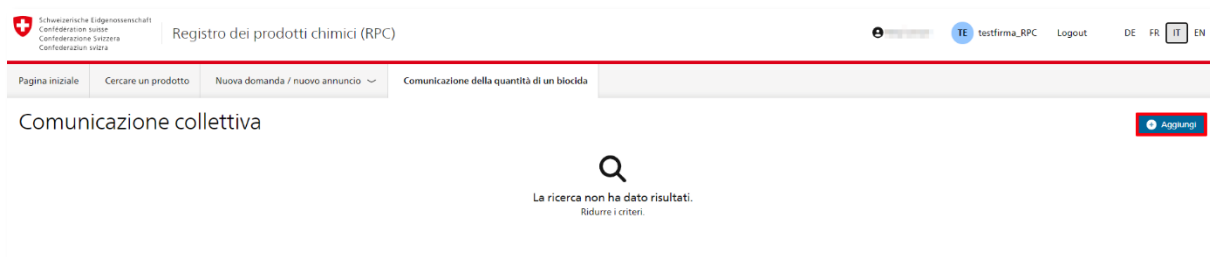 Schweizerische Eidgenossenschaft
Confédération suisse
Confederazione Svizzera
Confederaziun svizra
Registro dei prodotti chimici (RPC)
TE testfirma_RPC Logout DE FR IT EN
Pagina iniziale Cercare un prodotto Nuova domanda / nuovo annuncio Comunicazione della quantità di un biocida
Comunicazione collettiva
Aggiungi
La ricerca non ha dato risultati.
Ridurre i criteri.